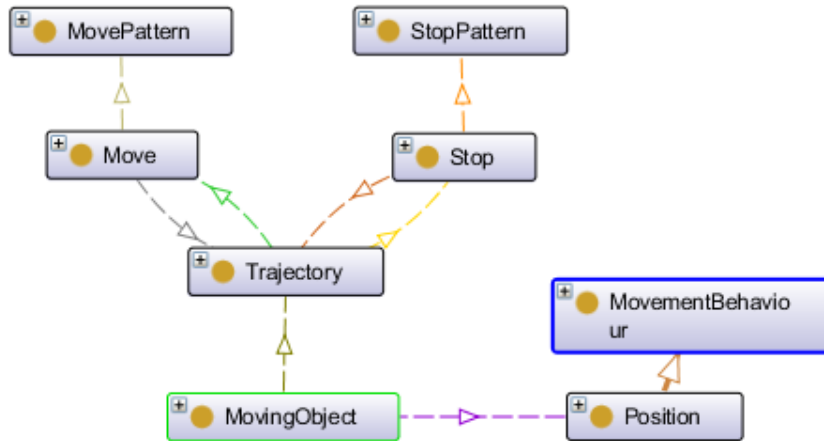 MovePattern
StopPattern
Move
Stop
Trajectory
MovementBehavio
ur
MovingObject
Position